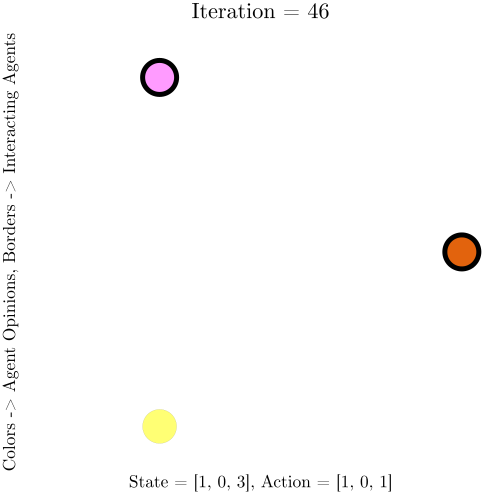 Iteration = 46
Colors -> Agent Opinions, Borders -> Interacting Agents
State = [1, 0, 3], Action = [1, 0, 1]